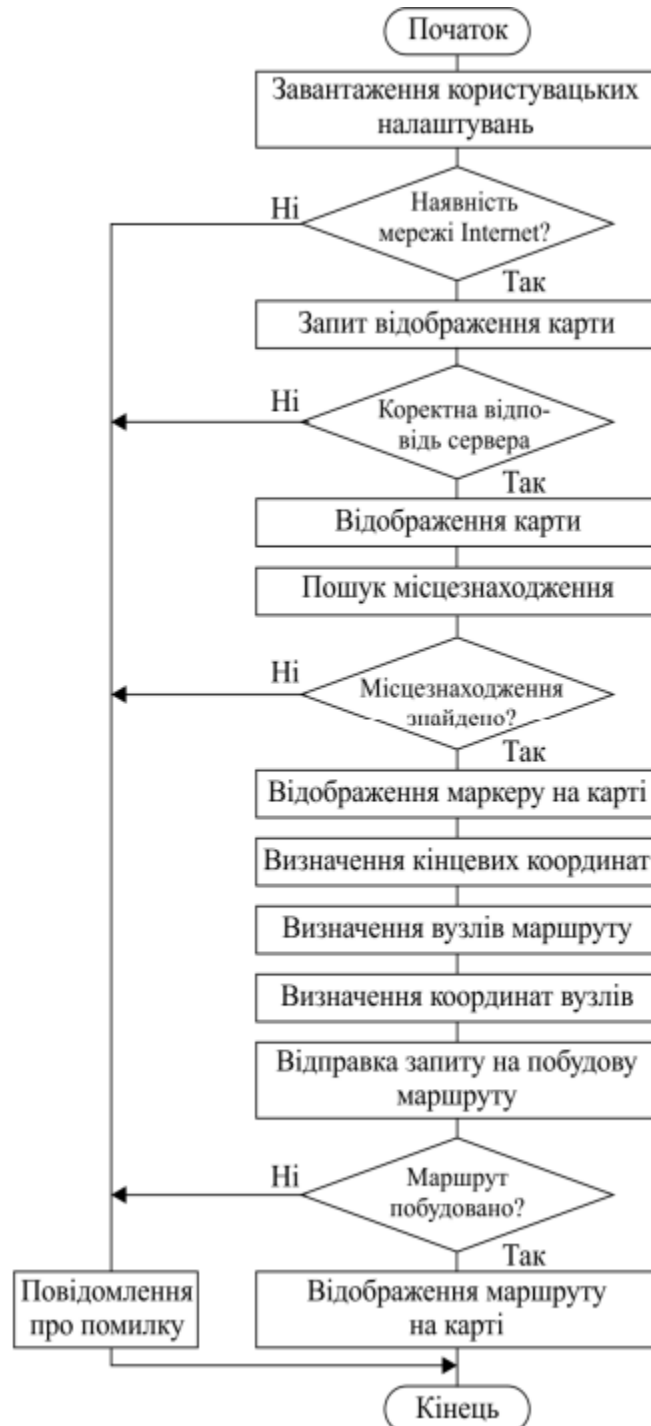 Початок
Завантаження користувацьких
налаштувань
Ні
Наявність
мережі Internet?
Так
Запит відображення карти
Ні
Коректна відпо-
відь сервера
Так
Відображення карти
Пошук місцезнаходження
Ні
Місцезнаходження
знайдено?
Так
Відображення маркеру на карті
Визначення кінцевих координат
Визначення вузлів маршруту
Визначення координат вузлів
Відправка запиту на побудову
маршруту
Ні
Маршрут
побудовано?
Так
Повідомлення
про помилку
Відображення маршруту
на карті
Кінець